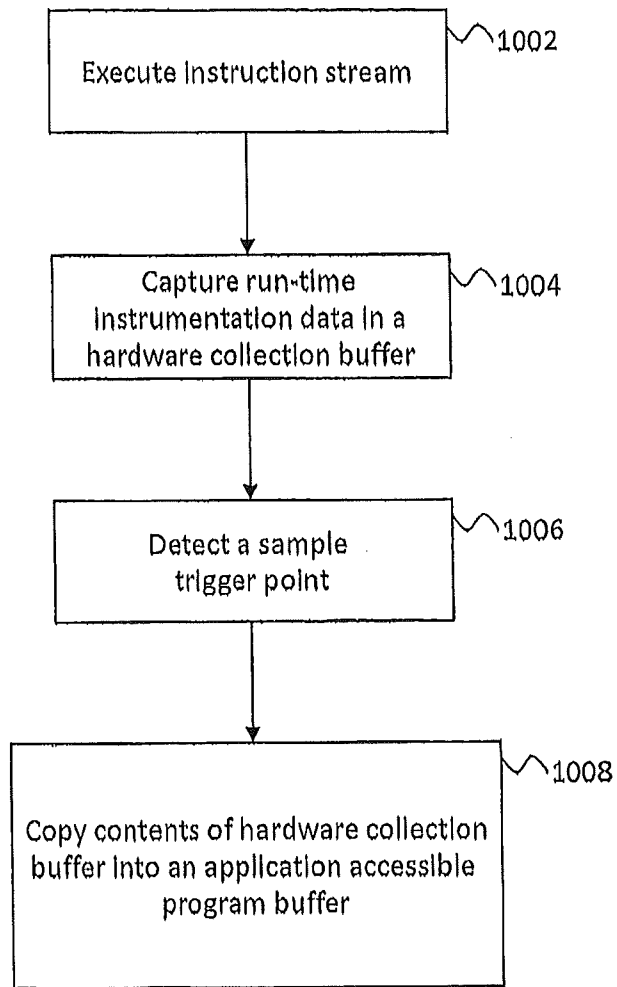 Execute instruction stream
1002
Capture run-time
instrumentation data in a
hardware collection buffer
1004
Detect a sample
trigger point
1006
Copy contents of hardware collection
buffer into an application accessible
program buffer
1008